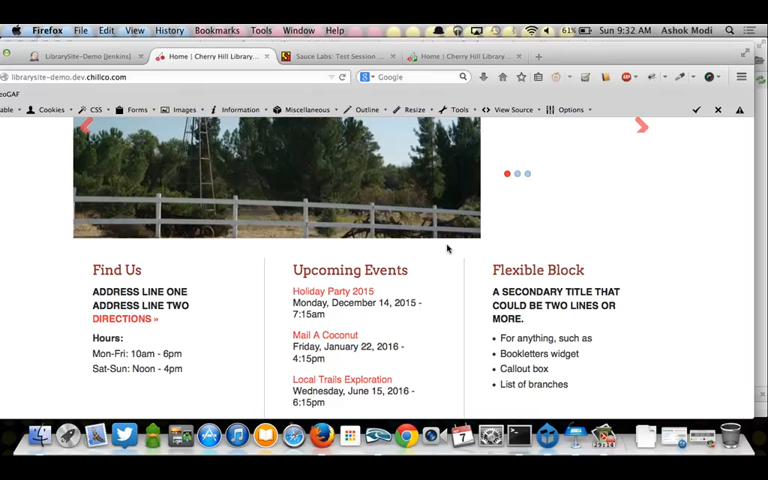 Firefox File Edit View History Bookmarks Tools Window Help 61% Sun 9:32 AM Ashok Modi
LibrarySite-Demo [Jenkins] Home | Cherry Hill Library... Sauce Labs: Test Session ... Home | Cherry Hill Library...
librarysite-demo.dev.chillco.com Google
eoGAF
able Cookies CSS Forms Images Information Miscellaneous Outline Resize Tools View Source Options
Find Us
ADDRESS LINE ONE
ADDRESS LINE TWO
DIRECTIONS »
Hours:
Mon-Fri: 10am - 6pm
Sat-Sun: Noon - 4pm
Upcoming Events
Holiday Party 2015
Monday, December 14, 2015 -
7:15am
Mail A Coconut
Friday, January 22, 2016 -
4:15pm
Local Trails Exploration
Wednesday, June 15, 2016 -
6:15pm
Flexible Block
A SECONDARY TITLE THAT
COULD BE TWO LINES OR
MORE.
• For anything, such as
• Bookletters widget
• Callout box
• List of branches
7